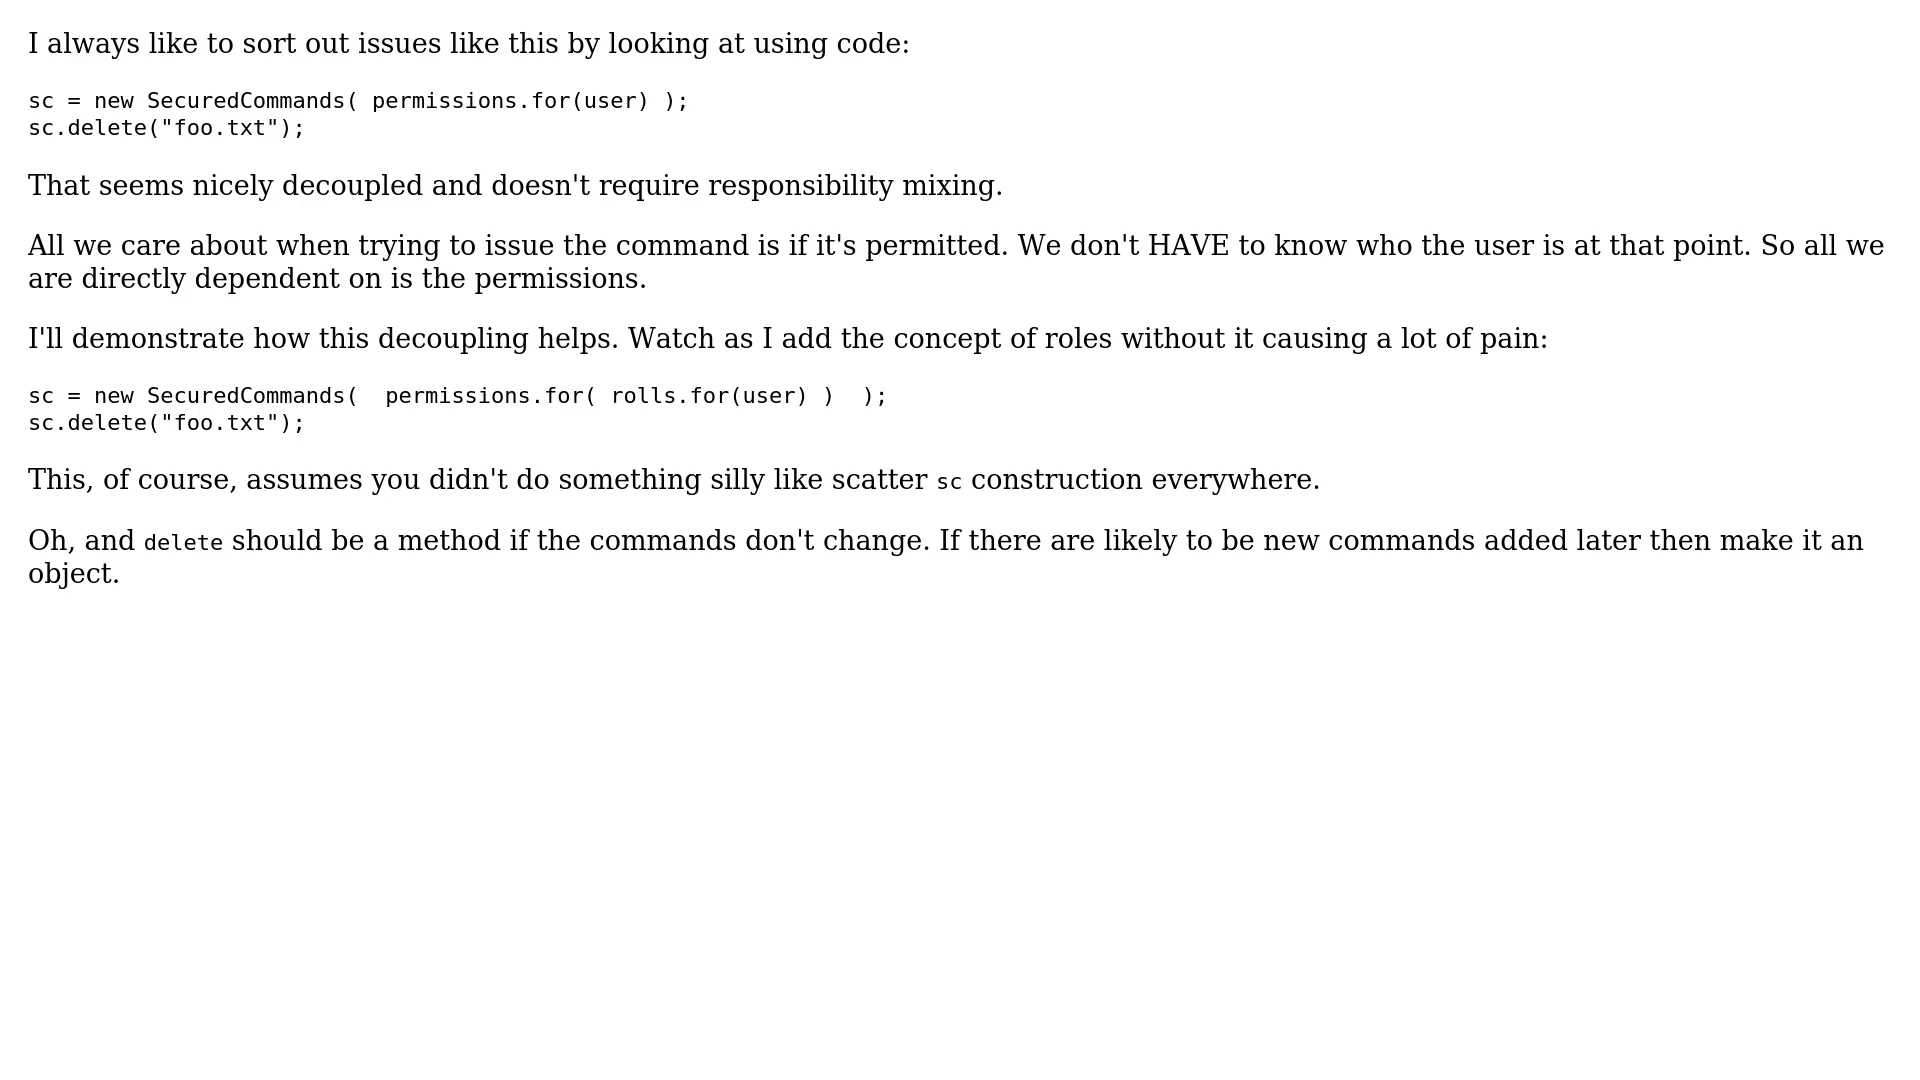 I always like to sort out issues like this by looking at using code:
sc = new SecuredCommands( permissions.for(user) );
sc.delete("foo.txt");
That seems nicely decoupled and doesn't require responsibility mixing.
All we care about when trying to issue the command is if it's permitted. We don't HAVE to know who the user is at that point. So all we
are directly dependent on is the permissions.
I'll demonstrate how this decoupling helps. Watch as I add the concept of roles without it causing a lot of pain:
sc = new SecuredCommands(  permissions.for( rolls.for(user) )  );
sc.delete("foo.txt");
This, of course, assumes you didn't do something silly like scatter sc construction everywhere.
Oh, and delete should be a method if the commands don't change. If there are likely to be new commands added later then make it an
object.